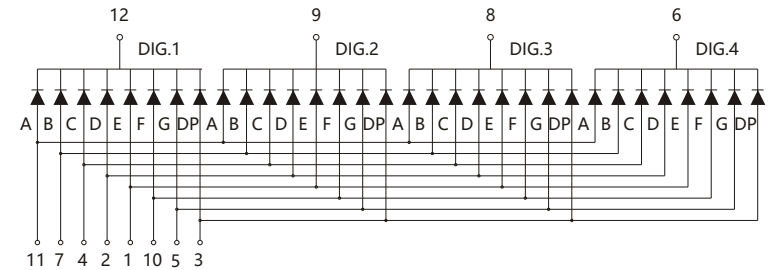 12 9 8 6
DIG.1 DIG.2 DIG.3 DIG.4
A B C D E F G DP A B C D E F G DP A B C D E F G DP A B C D E F G DP
11 7 4 2 1 10 5 3